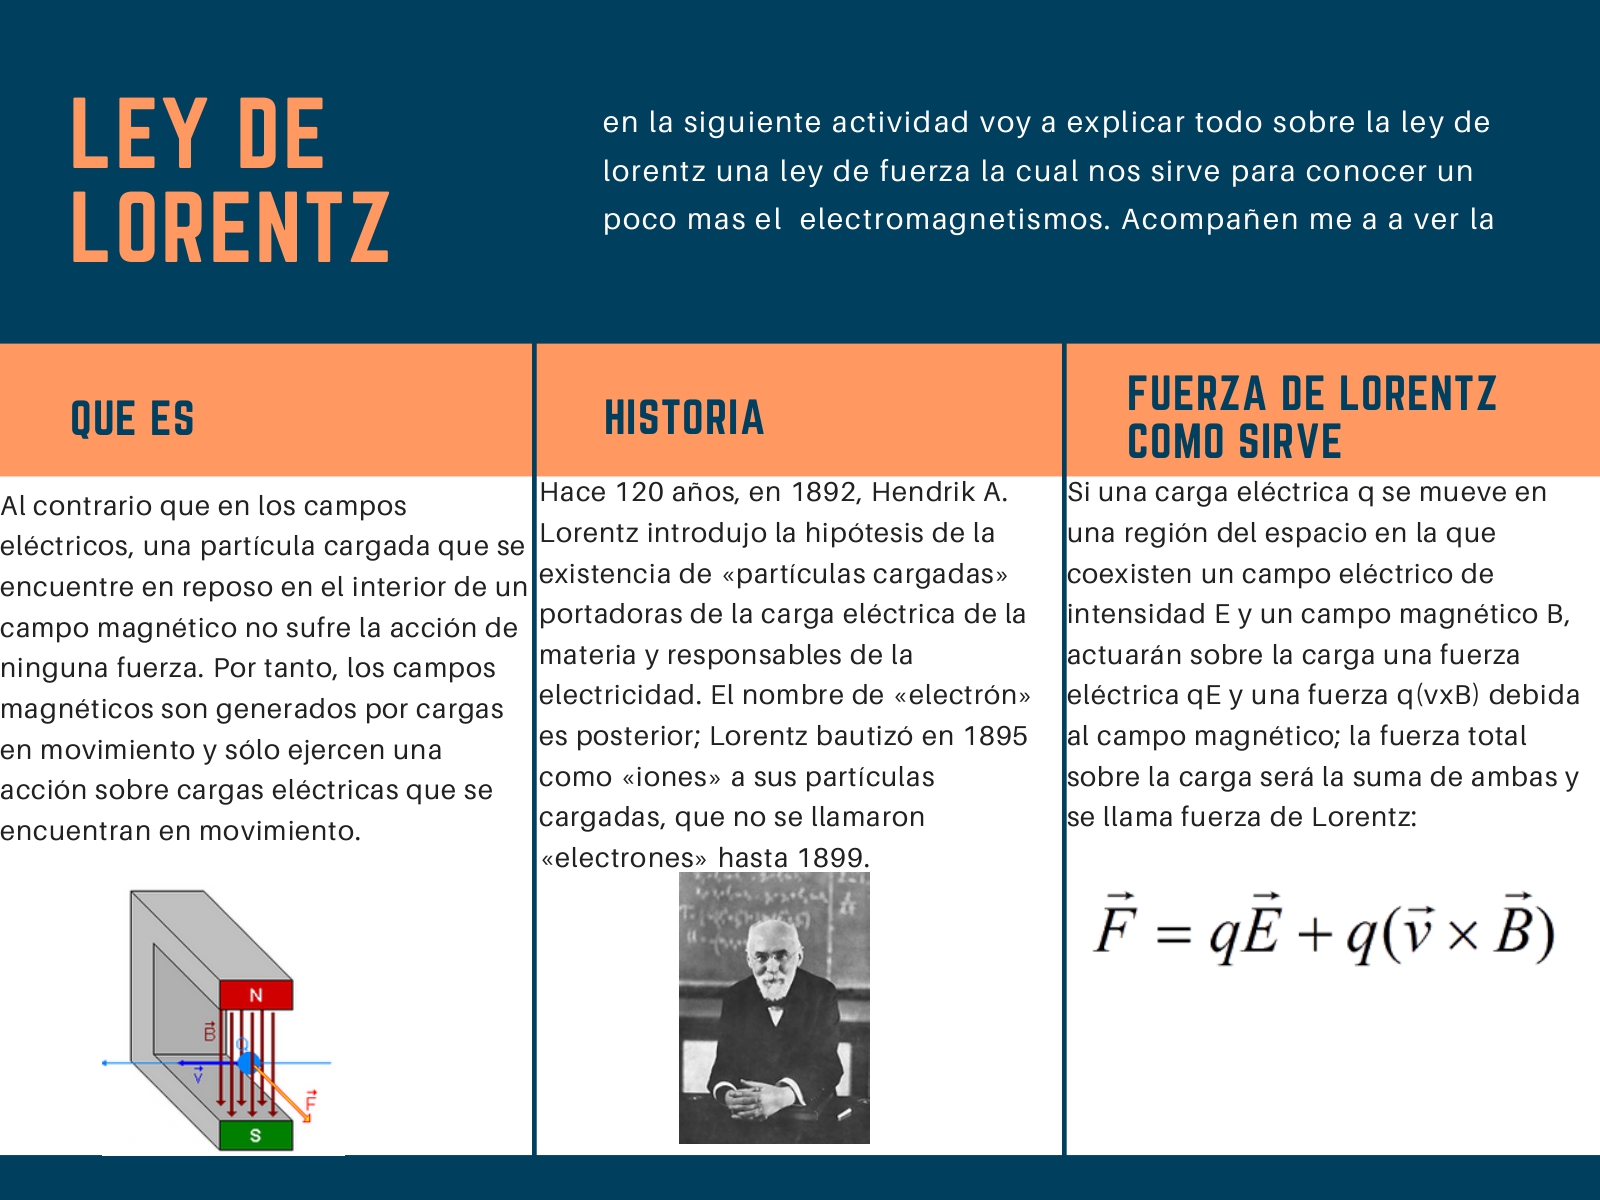 LEY DE
LORENTZ
en la siguiente actividad voy a explicar todo sobre la ley de
lorentz una ley de fuerza la cual nos sirve para conocer un
poco mas el  electromagnetismos. Acompañen me a a ver la
QUE ES
Al contrario que en los campos
eléctricos, una partícula cargada que se
encuentre en reposo en el interior de un
campo magnético no sufre la acción de
ninguna fuerza. Por tanto, los campos
magnéticos son generados por cargas
en movimiento y sólo ejercen una
acción sobre cargas eléctricas que se
encuentran en movimiento.
N
B
Q
v
F
S
HISTORIA
Hace 120 años, en 1892, Hendrik A.
Lorentz introdujo la hipótesis de la
existencia de «partículas cargadas»
portadoras de la carga eléctrica de la
materia y responsables de la
electricidad. El nombre de «electrón»
es posterior; Lorentz bautizó en 1895
como «iones» a sus partículas
cargadas, que no se llamaron
«electrones» hasta 1899.
FUERZA DE LORENTZ
COMO SIRVE
Si una carga eléctrica q se mueve en
una región del espacio en la que
coexisten un campo eléctrico de
intensidad E y un campo magnético B,
actuarán sobre la carga una fuerza
eléctrica qE y una fuerza q(vxB) debida
al campo magnético; la fuerza total
sobre la carga será la suma de ambas y
se llama fuerza de Lorentz:
F⃗ = qE⃗ + q(v⃗ × B⃗)